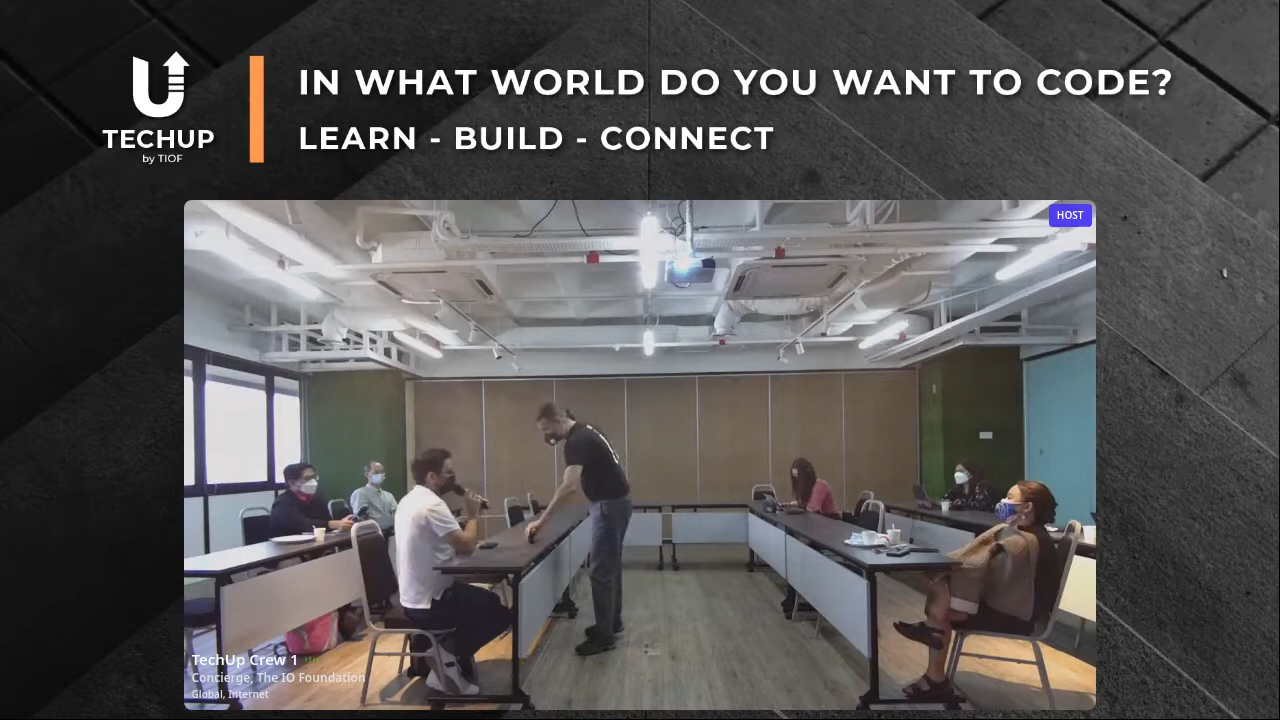 TECHUP
by TIOF
IN WHAT WORLD DO YOU WANT TO CODE?
LEARN - BUILD - CONNECT
HOST
TechUp Crew 1
Concierge, The IO Foundation
Global, Internet